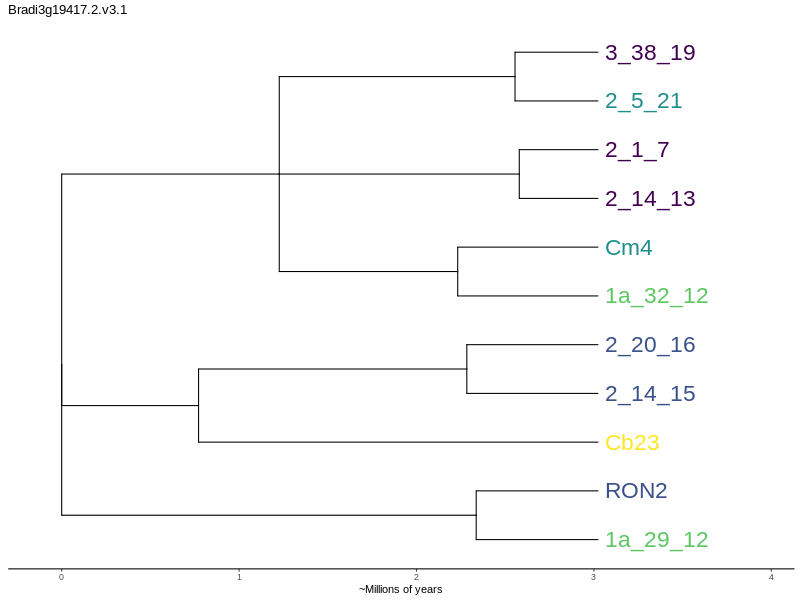 Bradi3g19417.2.v3.1
3_38_19
2_5_21
2_1_7
2_14_13
Cm4
1a_32_12
2_20_16
2_14_15
Cb23
RON2
1a_29_12
0 1 2 3 4
~Millions of years